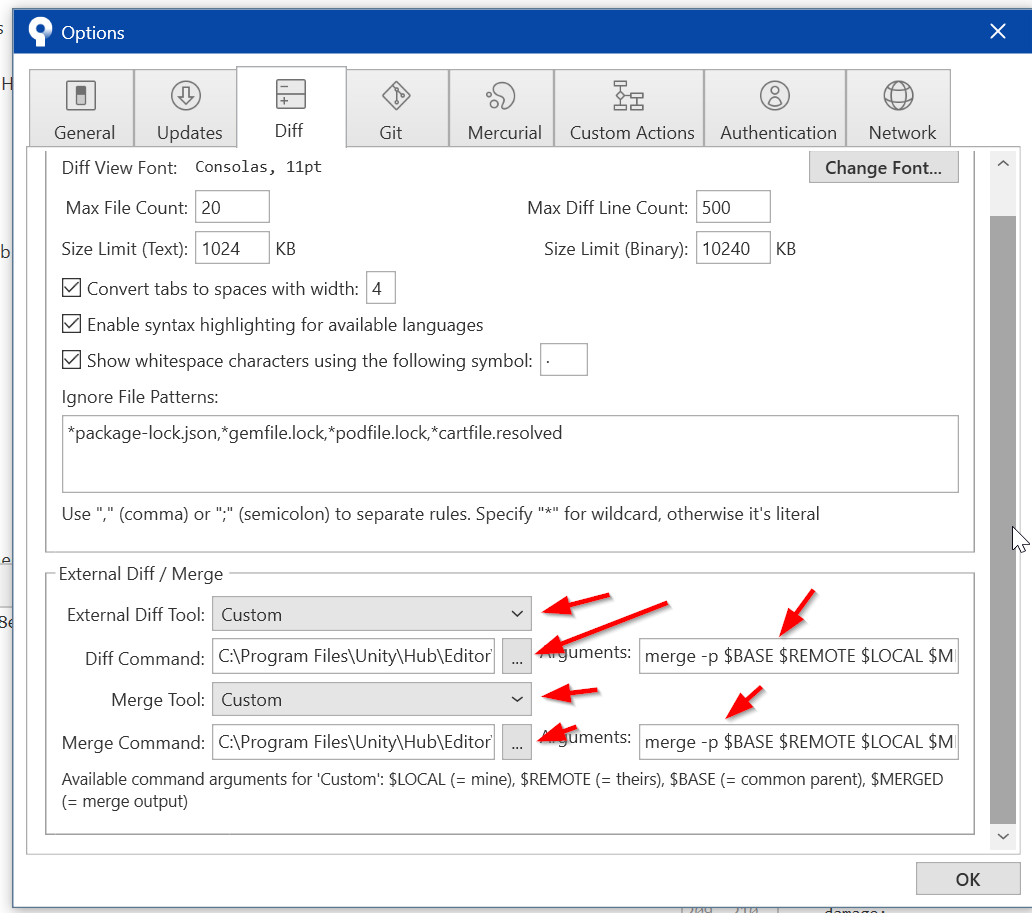 Options
General
Updates
Diff
Git
Mercurial
Custom Actions
Authentication
Network
Diff View Font: Consolas, 11pt Change Font...
Max File Count: 20 Max Diff Line Count: 500
Size Limit (Text): 1024 KB Size Limit (Binary): 10240 KB
Convert tabs to spaces with width: 4
Enable syntax highlighting for available languages
Show whitespace characters using the following symbol: ·
Ignore File Patterns:
*package-lock.json,*gemfile.lock,*podfile.lock,*cartfile.resolved
Use "," (comma) or ";" (semicolon) to separate rules. Specify "*" for wildcard, otherwise it's literal
External Diff / Merge
External Diff Tool: Custom
Diff Command: C:\Program Files\Unity\Hub\Editor\ ... Arguments: merge -p $BASE $REMOTE $LOCAL $M
Merge Tool: Custom
Merge Command: C:\Program Files\Unity\Hub\Editor\ ... Arguments: merge -p $BASE $REMOTE $LOCAL $M
Available command arguments for 'Custom': $LOCAL (= mine), $REMOTE (= theirs), $BASE (= common parent), $MERGED
(= merge output)
OK